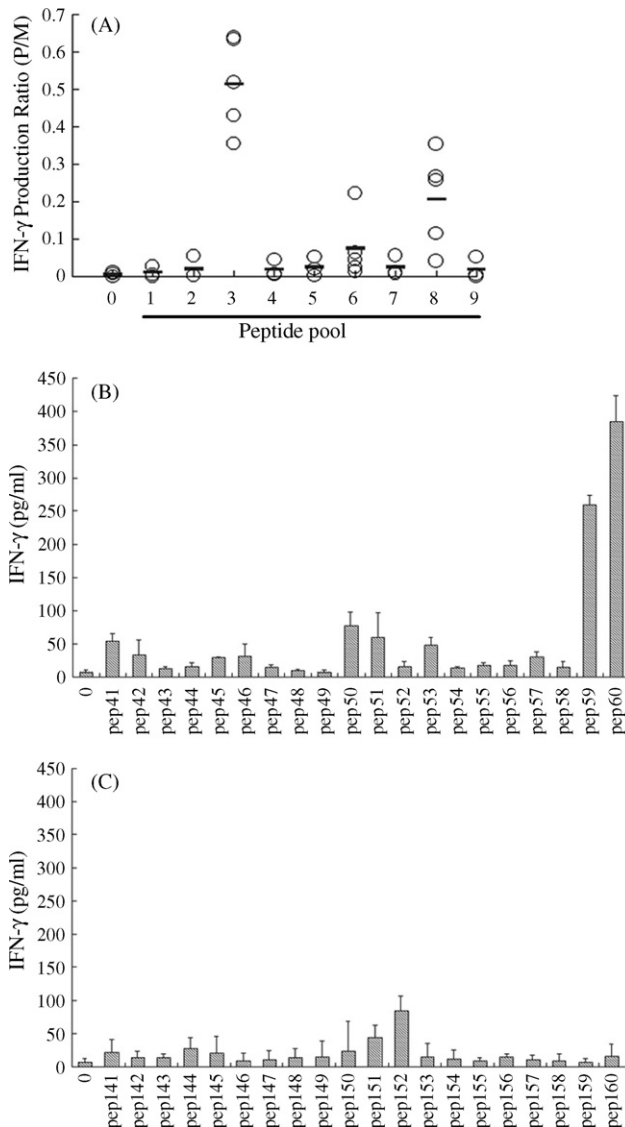 (A)
IFN-γ Production Ratio (P/M)
0.7
0.6
0.5
0.4
0.3
0.2
0.1
0
0 1 2 3 4 5 6 7 8 9
Peptide pool
(B)
IFN-γ (pg/ml)
450
400
350
300
250
200
150
100
50
0
0
pep41
pep42
pep43
pep44
pep45
pep46
pep47
pep48
pep49
pep50
pep51
pep52
pep53
pep54
pep55
pep56
pep57
pep58
pep59
pep60
(C)
IFN-γ (pg/ml)
450
400
350
300
250
200
150
100
50
0
0
pep141
pep142
pep143
pep144
pep145
pep146
pep147
pep148
pep149
pep150
pep151
pep152
pep153
pep154
pep155
pep156
pep157
pep158
pep159
pep160